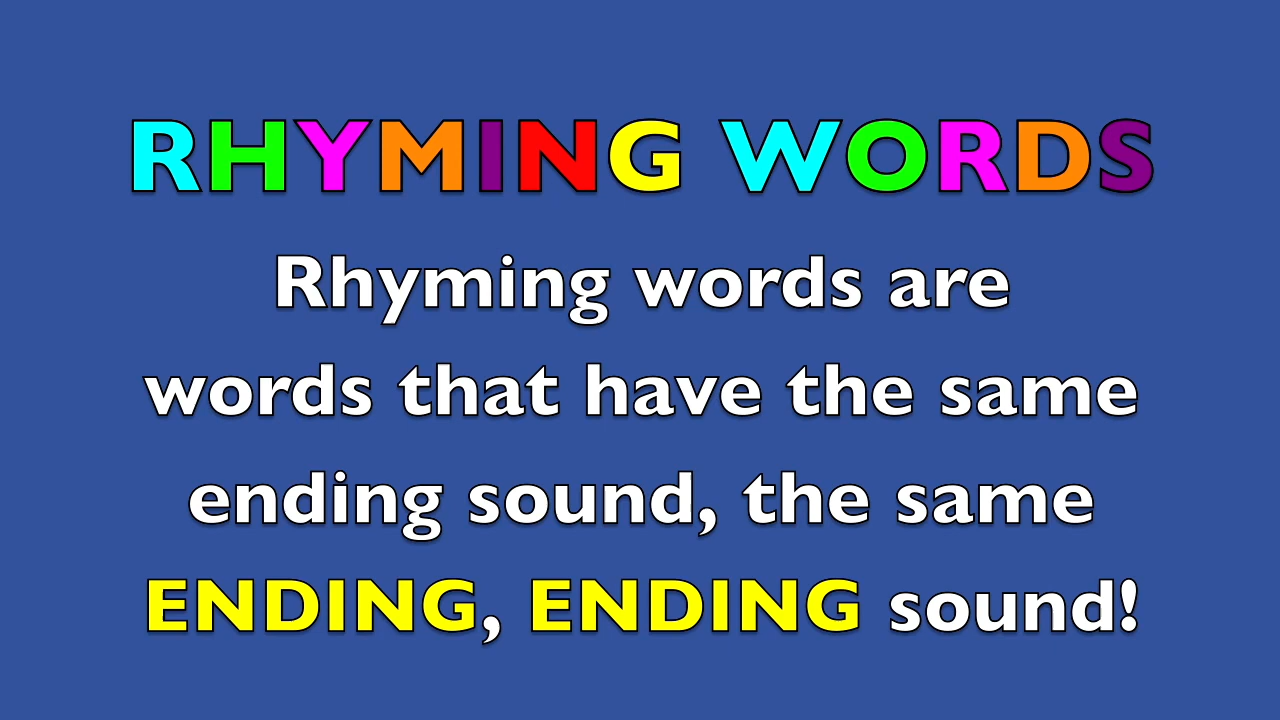 RHYMING WORDS
Rhyming words are
words that have the same
ending sound, the same
ENDING, ENDING sound!